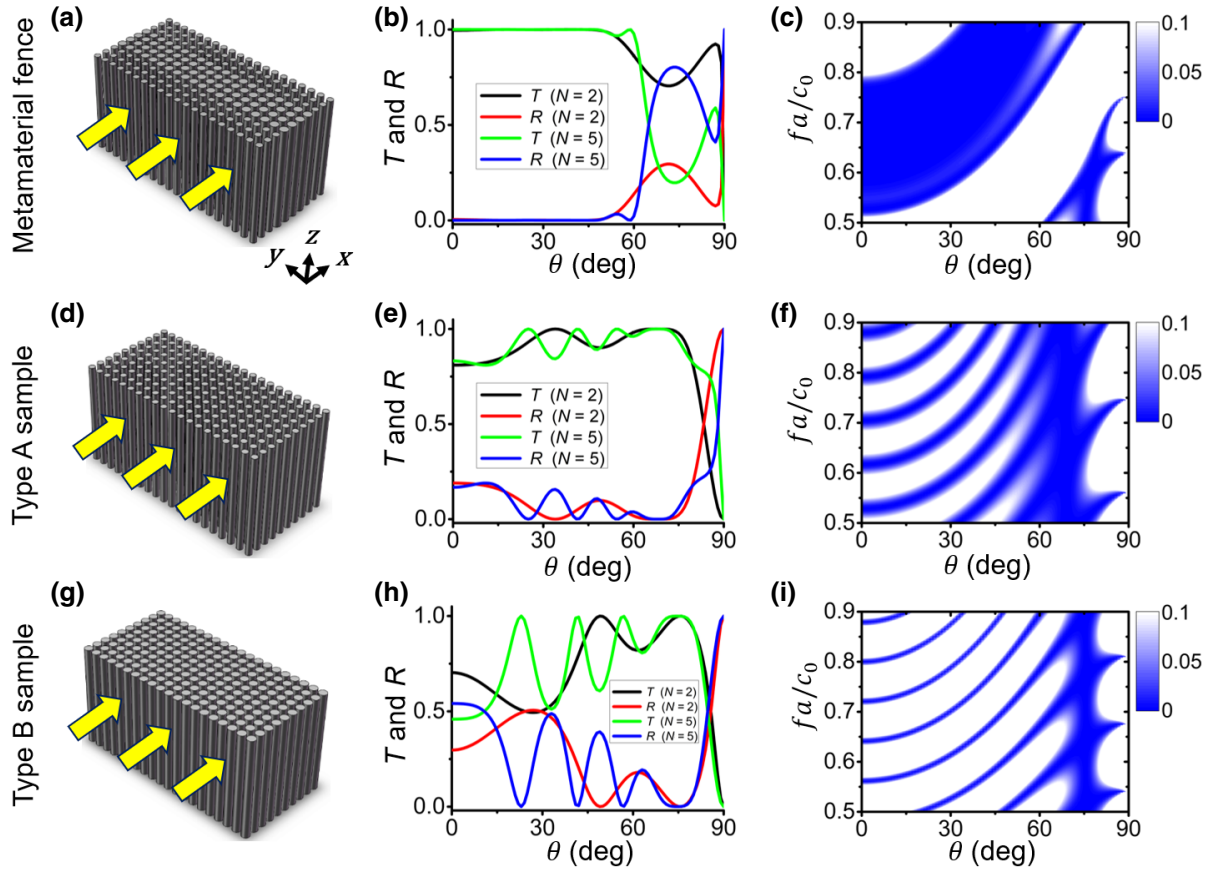 Metamaterial fence
(a)
z
y
x
(b)
1.0
0.5
0.0
T and R
T (N = 2)
R (N = 2)
T (N = 5)
R (N = 5)
0
30
60
90
θ (deg)
(c)
0.9
0.8
0.7
0.6
0.5
fa/c₀
0
30
60
90
θ (deg)
0.1
0.05
0
Type A sample
(d)
(e)
1.0
0.5
0.0
T and R
T (N = 2)
R (N = 2)
T (N = 5)
R (N = 5)
0
30
60
90
θ (deg)
(f)
0.9
0.8
0.7
0.6
0.5
fa/c₀
0
30
60
90
θ (deg)
0.1
0.05
0
Type B sample
(g)
(h)
1.0
0.5
0.0
T and R
T (N = 2)
R (N = 2)
T (N = 5)
R (N = 5)
0
30
60
90
θ (deg)
(i)
0.9
0.8
0.7
0.6
0.5
fa/c₀
0
30
60
90
θ (deg)
0.1
0.05
0